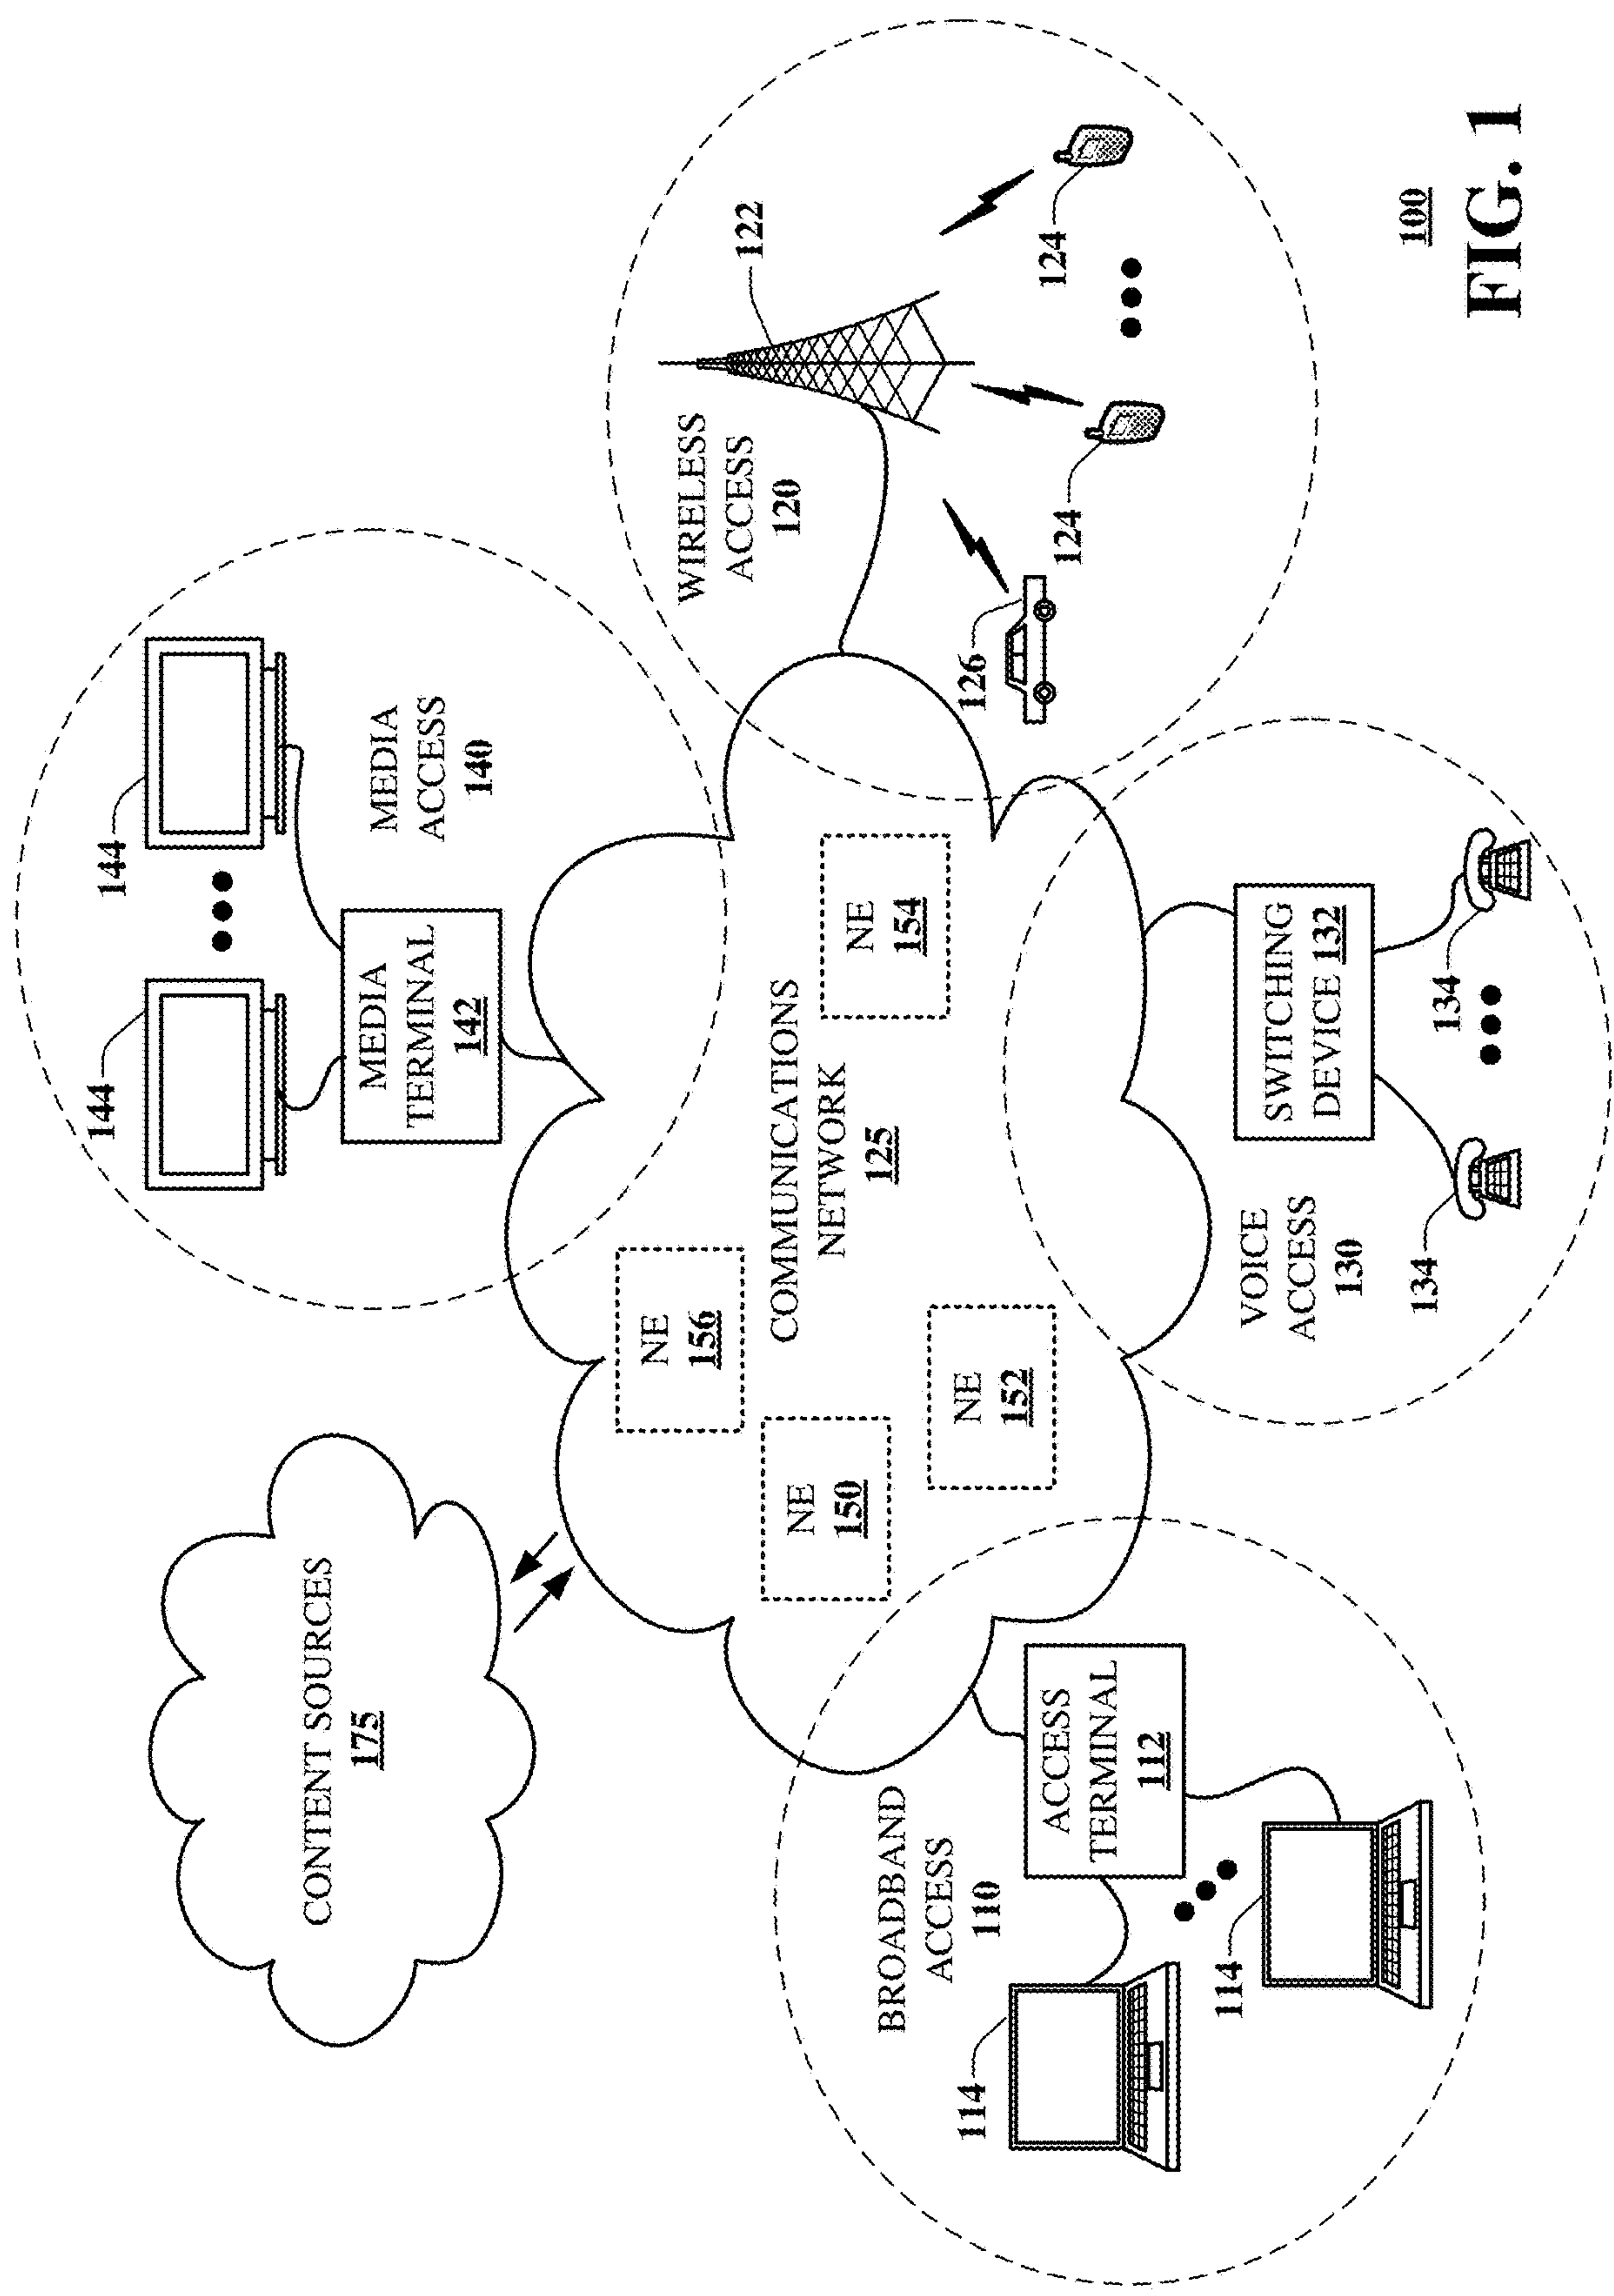 CONTENT SOURCES
175
144
144
MEDIA
TERMINAL
142
MEDIA
ACCESS
140
NE
156
NE
150
NE
152
NE
154
COMMUNICATIONS
NETWORK
125
WIRELESS
ACCESS
120
122
126
124
124
BROADBAND
ACCESS
110
ACCESS
TERMINAL
112
114
114
VOICE
ACCESS
130
SWITCHING
DEVICE 132
134
134
100
FIG. 1